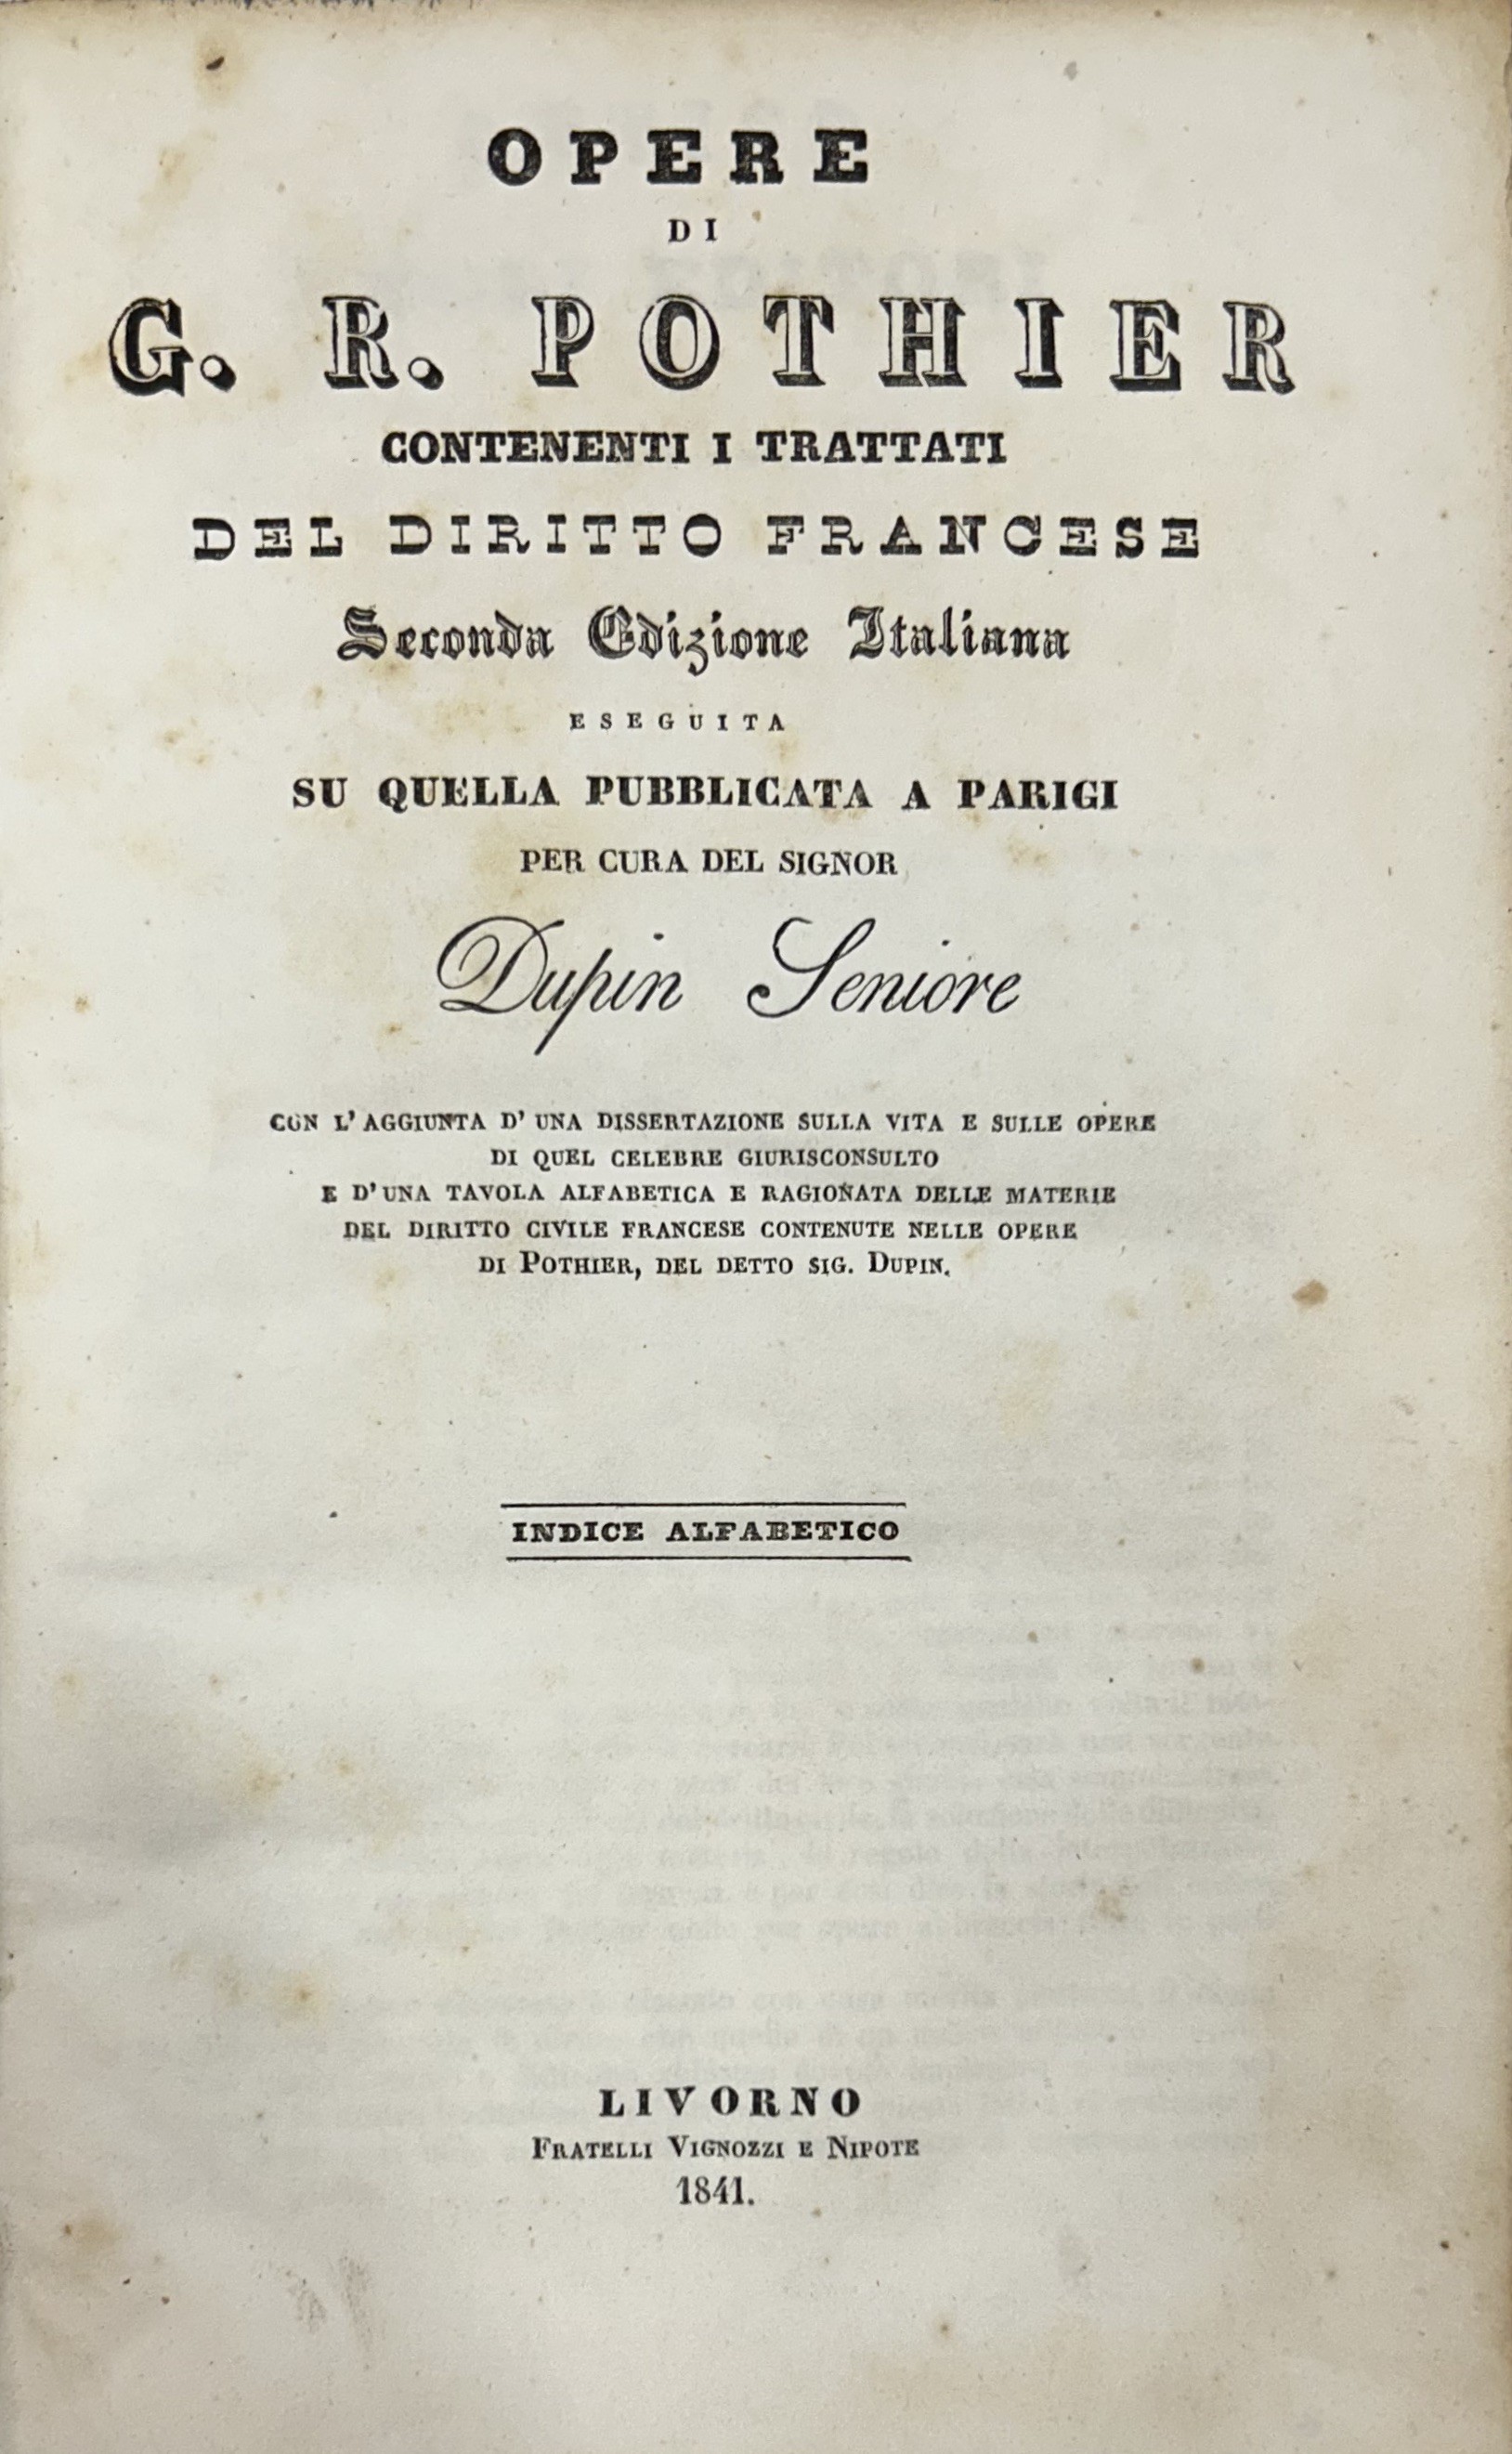 OPERE
DI
G. R. POTHIER
CONTENENTI I TRATTATI
DEL DIRITTO FRANCESE
Seconda Edizione Italiana
ESEGUITA
SU QUELLA PUBBLICATA A PARIGI
PER CURA DEL SIGNOR
Dupin Seniore
CON L'AGGIUNTA D'UNA DISSERTAZIONE SULLA VITA E SULLE OPERE
DI QUEL CELEBRE GIURISCONSULTO
E D'UNA TAVOLA ALFABETICA E RAGIONATA DELLE MATERIE
DEL DIRITTO CIVILE FRANCESE CONTENUTE NELLE OPERE
DI POTHIER, DEL DETTO SIG. DUPIN.
INDICE ALFABETICO
LIVORNO
FRATELLI VIGNOZZI E NIPOTE
1841.